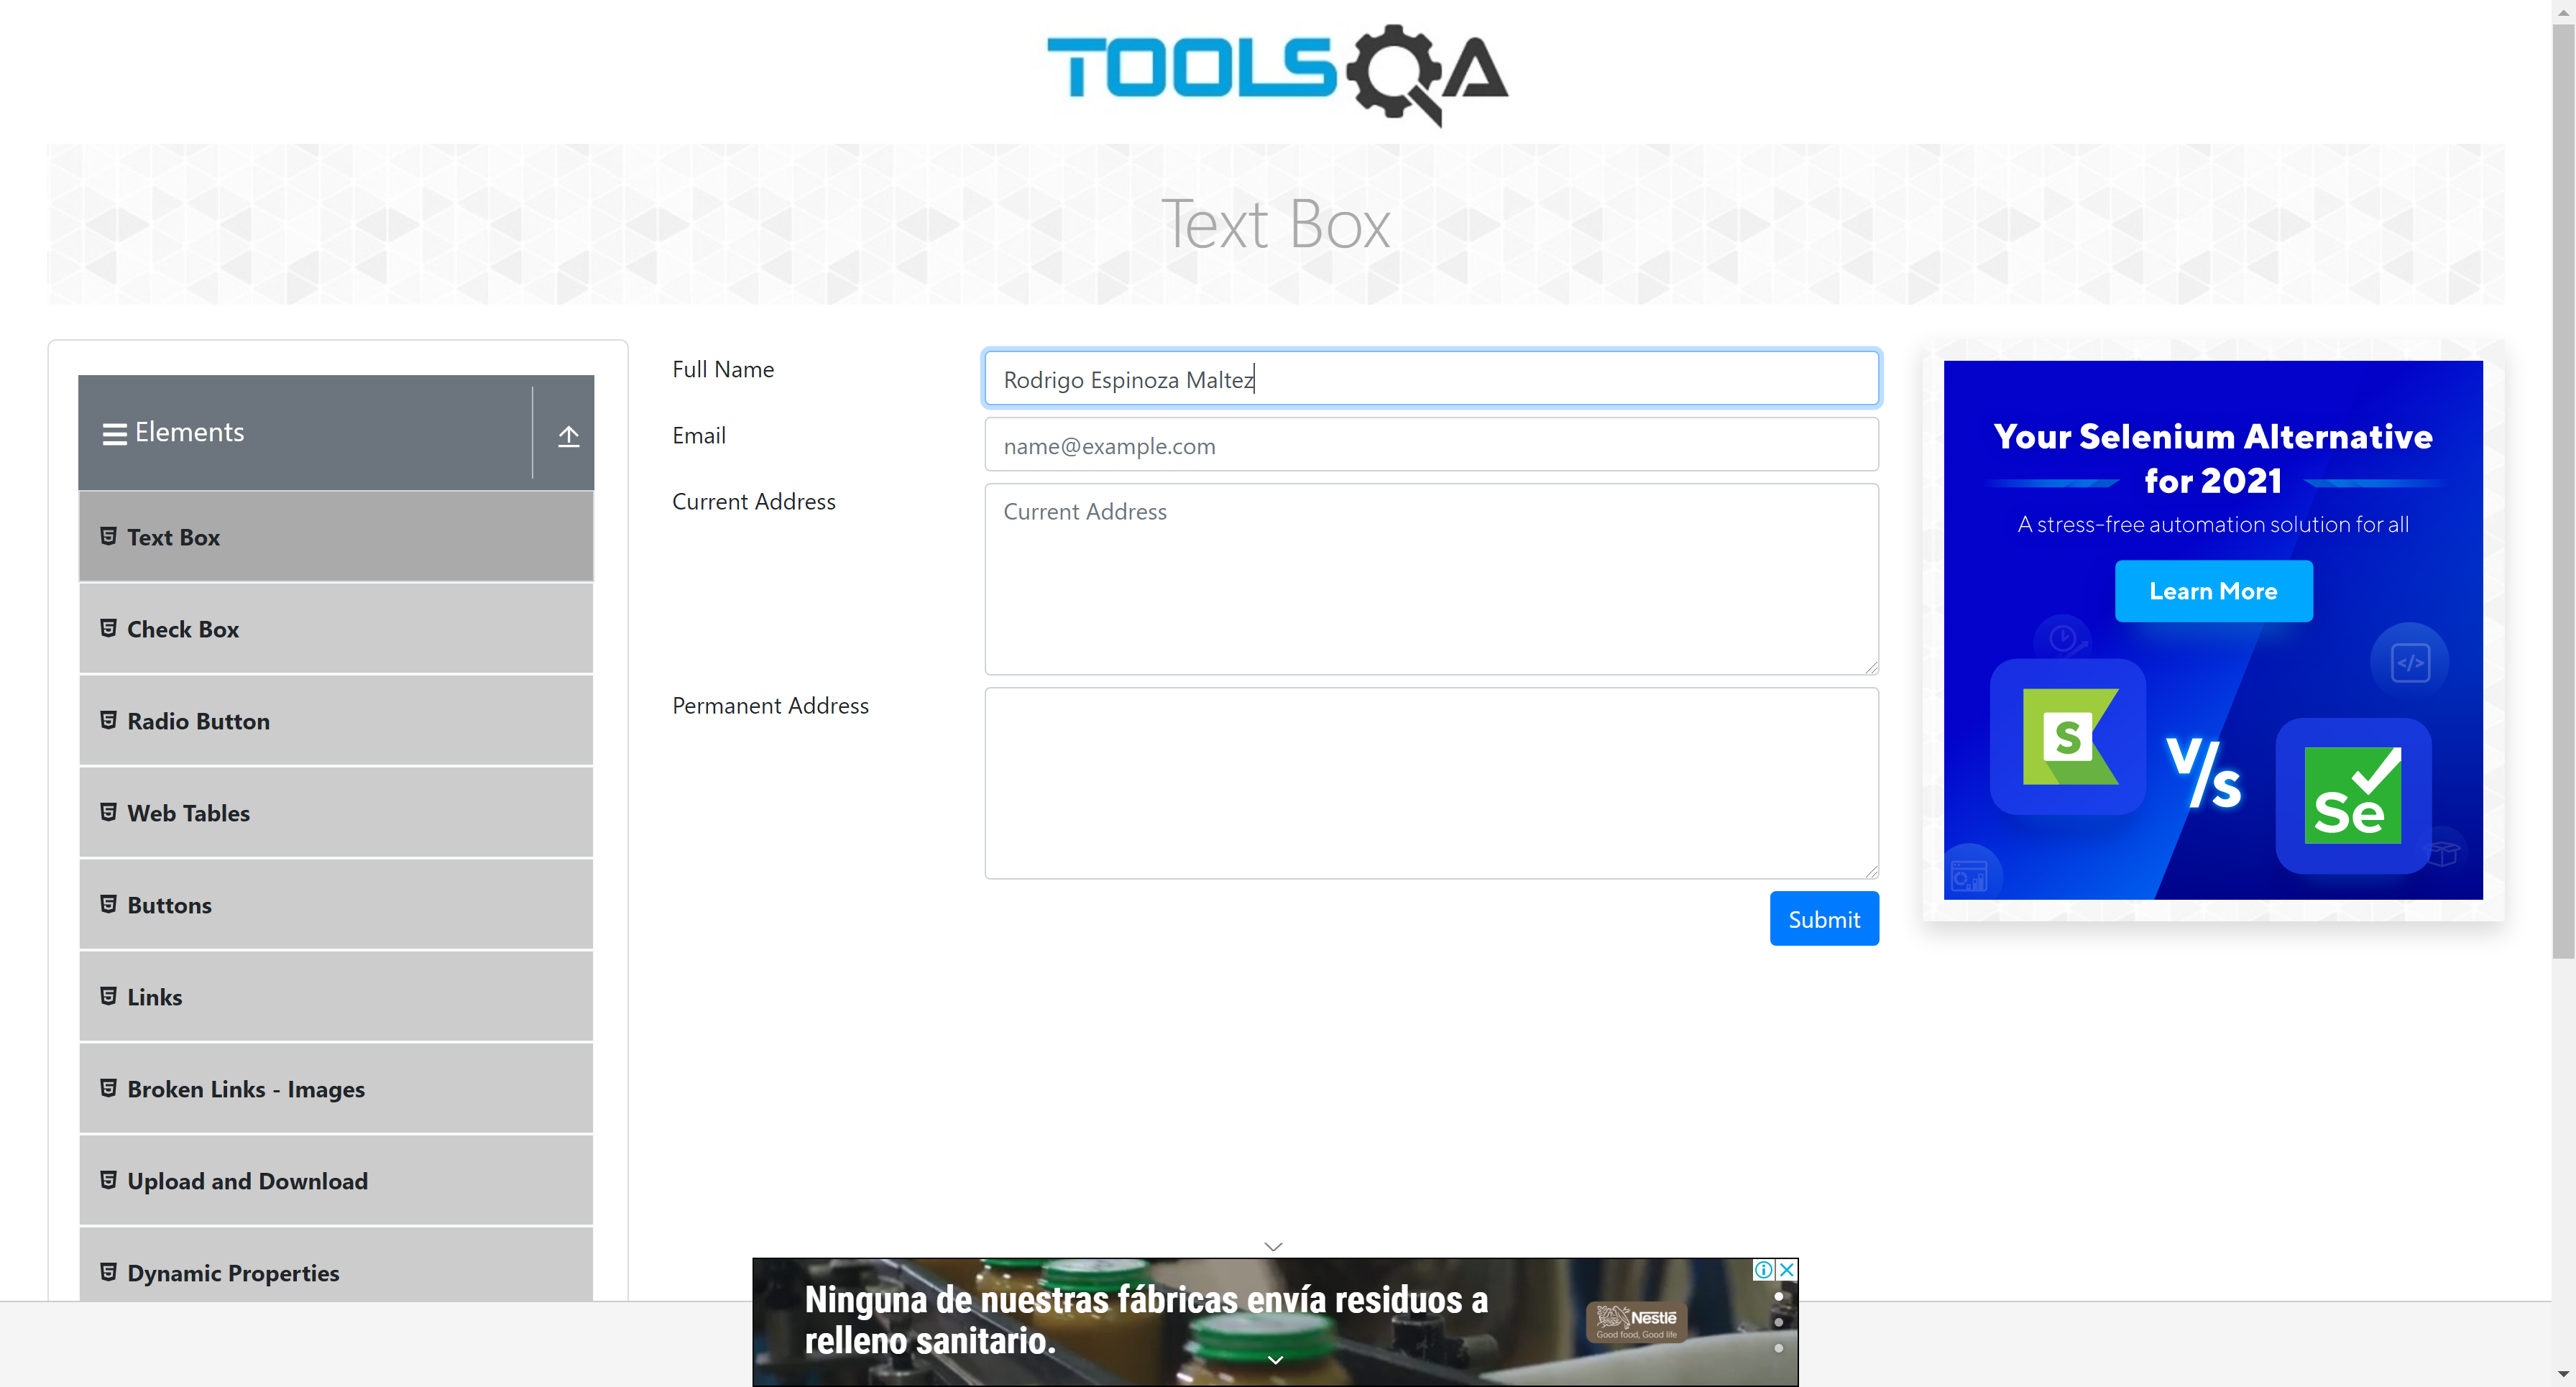 TOOLSQA
Text Box
Elements
Text Box
Check Box
Radio Button
Web Tables
Buttons
Links
Broken Links - Images
Upload and Download
Dynamic Properties
Full Name
Rodrigo Espinoza Maltez
Email
name@example.com
Current Address
Current Address
Permanent Address
Submit
Your Selenium Alternative
for 2021
A stress-free automation solution for all
Learn More
</>
S
V/s
Se
Ninguna de nuestras fábricas envía residuos a
relleno sanitario.
Nestlé
Good food, Good life